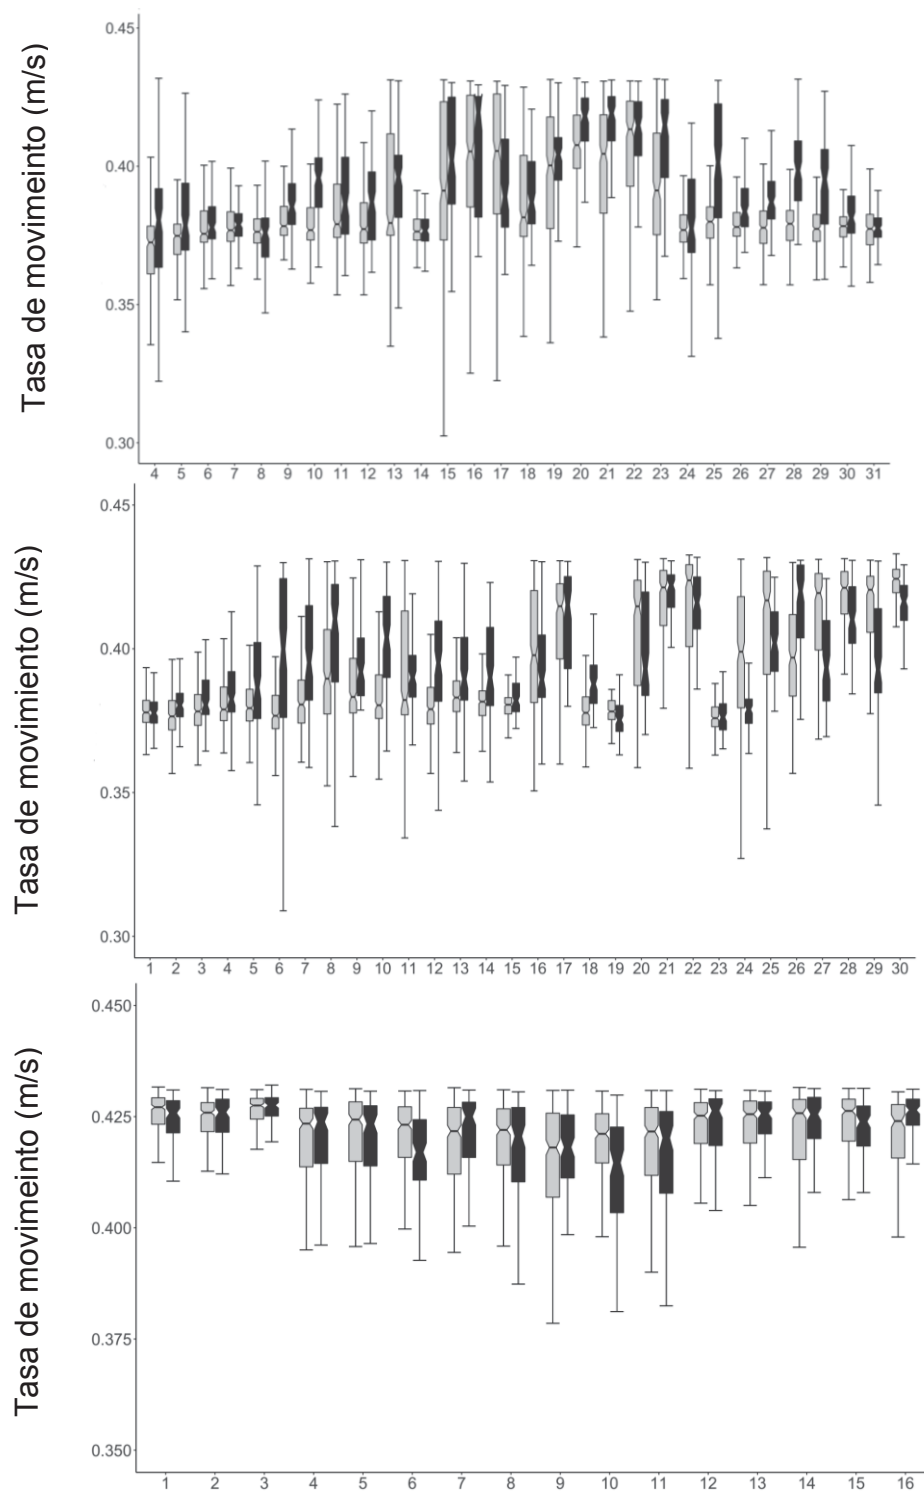 Tasa de movimeinto (m/s)
0.45
0.40
0.35
0.30
4 5 6 7 8 9 10 11 12 13 14 15 16 17 18 19 20 21 22 23 24 25 26 27 28 29 30 31
Tasa de movimiento (m/s)
0.45
0.40
0.35
0.30
1 2 3 4 5 6 7 8 9 10 11 12 13 14 15 16 17 18 19 20 21 22 23 24 25 26 27 28 29 30
Tasa de movimeinto (m/s)
0.450
0.425
0.400
0.375
0.350
1 2 3 4 5 6 7 8 9 10 11 12 13 14 15 16